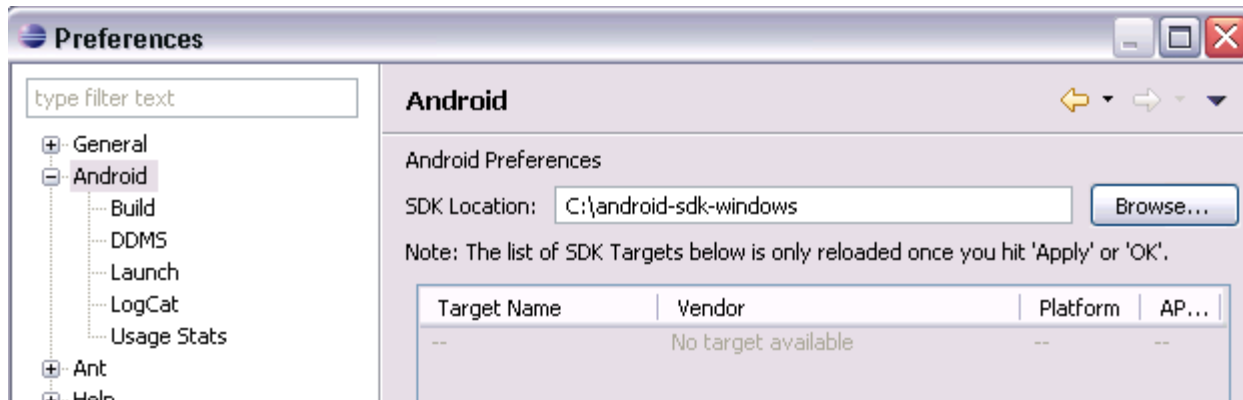 Preferences
type filter text
General
Android
Build
DDMS
Launch
LogCat
Usage Stats
Ant
Help
Android
Android Preferences
SDK Location: C:\android-sdk-windows Browse...
Note: The list of SDK Targets below is only reloaded once you hit 'Apply' or 'OK'.
Target Name Vendor Platform AP...
-- No target available -- --